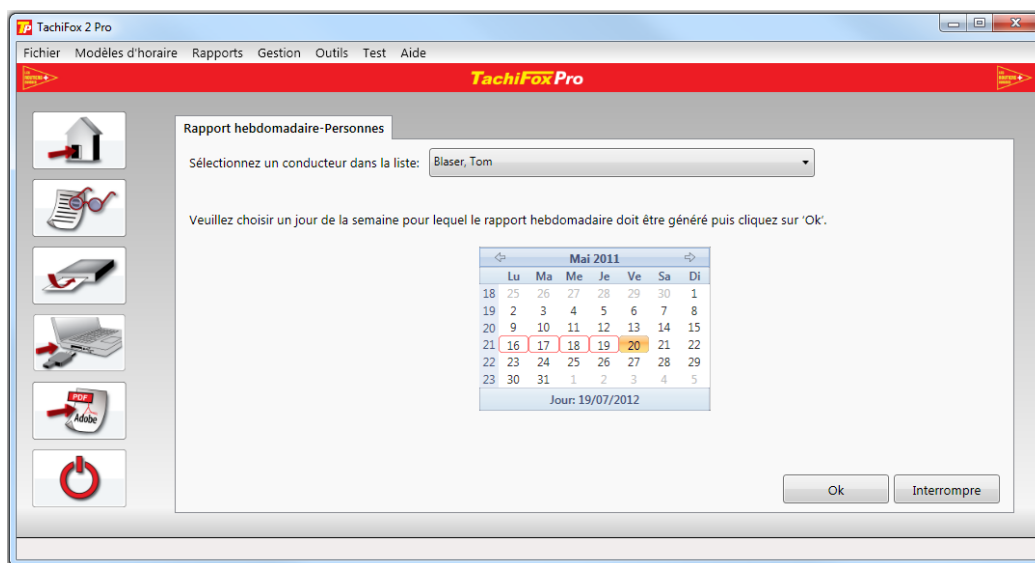 TachiFox 2 Pro
Fichier Modèles d'horaire Rapports Gestion Outils Test Aide
TachiFox Pro
Rapport hebdomadaire-Personnes
Sélectionnez un conducteur dans la liste: Blaser, Tom
Veuillez choisir un jour de la semaine pour lequel le rapport hebdomadaire doit être généré puis cliquez sur 'Ok'.
Mai 2011
Lu Ma Me Je Ve Sa Di
18 25 26 27 28 29 30 1
19 2 3 4 5 6 7 8
20 9 10 11 12 13 14 15
21 16 17 18 19 20 21 22
22 23 24 25 26 27 28 29
23 30 31 1 2 3 4 5
Jour: 19/07/2012
PDF
Adobe
Ok Interrompre